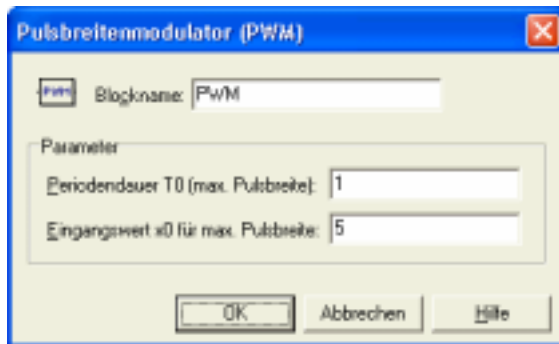 Pulsbreitenmodulator (PWM)
PWM Blockname: PWM
Parameter
Periodendauer T0 (max. Pulsbreite): 1
Eingangswert x0 für max. Pulsbreite: 5
OK Abbrechen Hilfe